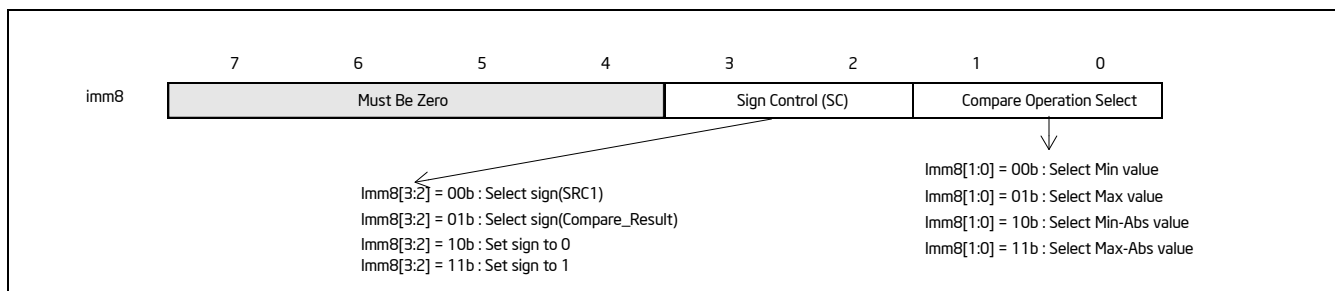 7 6 5 4 3 2 1 0
imm8 Must Be Zero Sign Control (SC) Compare Operation Select
Imm8[3:2] = 00b : Select sign(SRC1)
Imm8[3:2] = 01b : Select sign(Compare_Result)
Imm8[3:2] = 10b : Set sign to 0
Imm8[3:2] = 11b : Set sign to 1
Imm8[1:0] = 00b : Select Min value
Imm8[1:0] = 01b : Select Max value
Imm8[1:0] = 10b : Select Min-Abs value
Imm8[1:0] = 11b : Select Max-Abs value